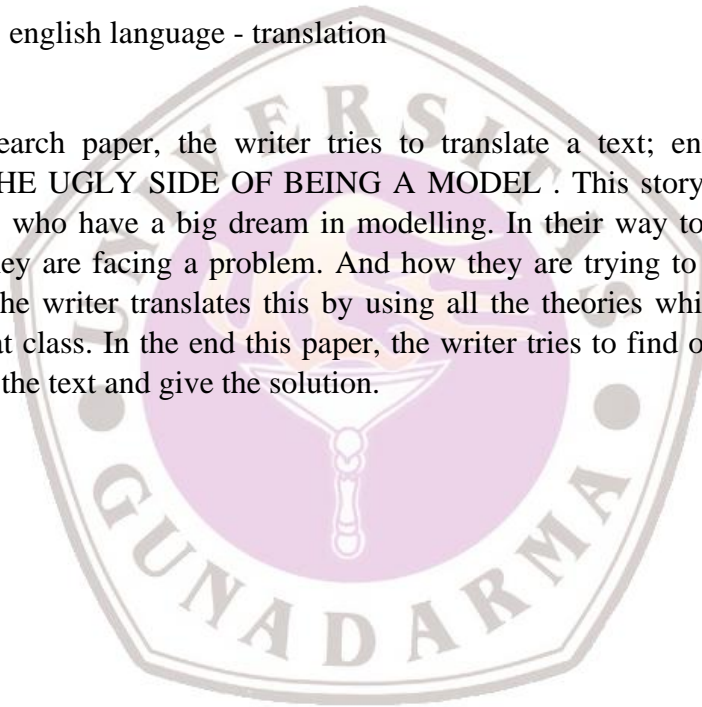 english language - translation
search paper, the writer tries to translate a text; en
HE UGLY SIDE OF BEING A MODEL . This story
who have a big dream in modelling. In their way to
ey are facing a problem. And how they are trying to
he writer translates this by using all the theories whi
at class. In the end this paper, the writer tries to find o
the text and give the solution.
UNIVERSITAS
GUNADARMA